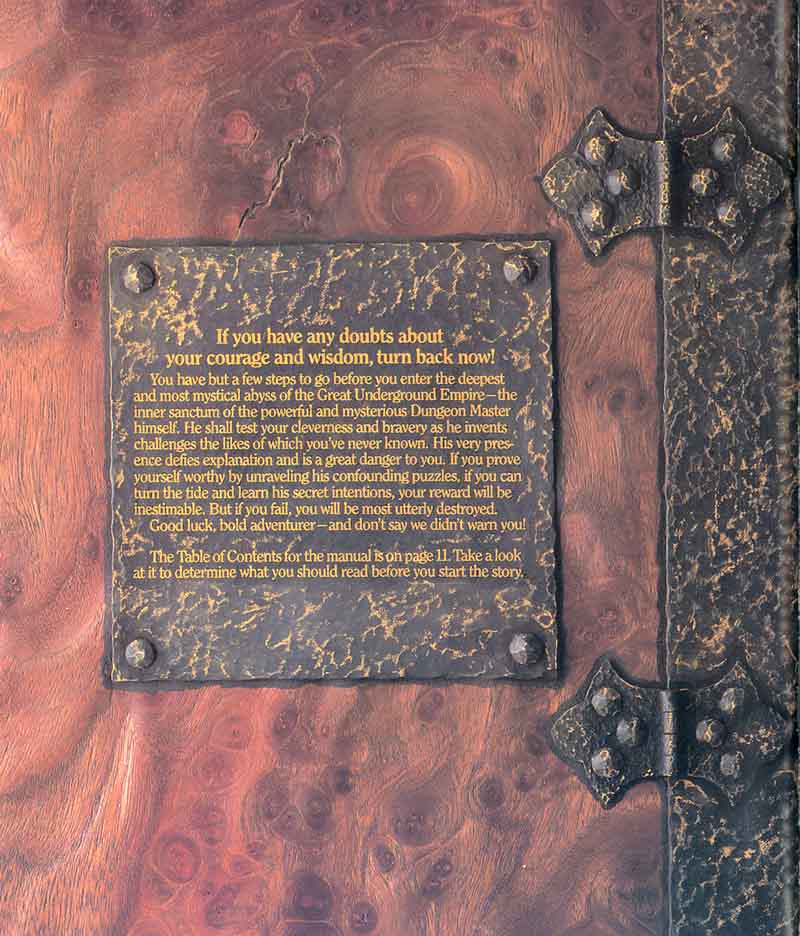 If you have any doubts about
your courage and wisdom, turn back now!
You have but a few steps to go before you enter the deepest
and most mystical abyss of the Great Underground Empire—the
inner sanctum of the powerful and mysterious Dungeon Master
himself. He shall test your cleverness and bravery as he invents
challenges the likes of which you've never known. His very pres-
ence defies explanation and is a great danger to you. If you prove
yourself worthy by unraveling his confounding puzzles, if you can
turn the tide and learn his secret intentions, your reward will be
inestimable. But if you fail, you will be most utterly destroyed.
Good luck, bold adventurer—and don't say we didn't warn you!
The Table of Contents for the manual is on page 11. Take a look
at it to determine what you should read before you start the story.